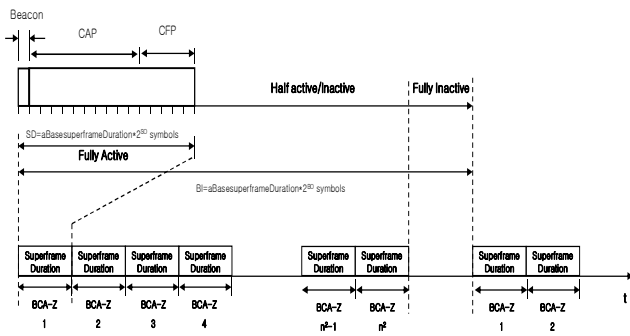 Beacon
CAP
CFP
Half active/Inactive
Fully Inactive
SD=aBasesuperframeDuration*2^SO symbols
Fully Active
BI=aBasesuperframeDuration*2^BO symbols
Superframe Duration
Superframe Duration
Superframe Duration
Superframe Duration
Superframe Duration
Superframe Duration
Superframe Duration
Superframe Duration
t
BCA-Z
BCA-Z
BCA-Z
BCA-Z
BCA-Z
BCA-Z
BCA-Z
BCA-Z
1
2
3
4
n²-1
n²
1
2